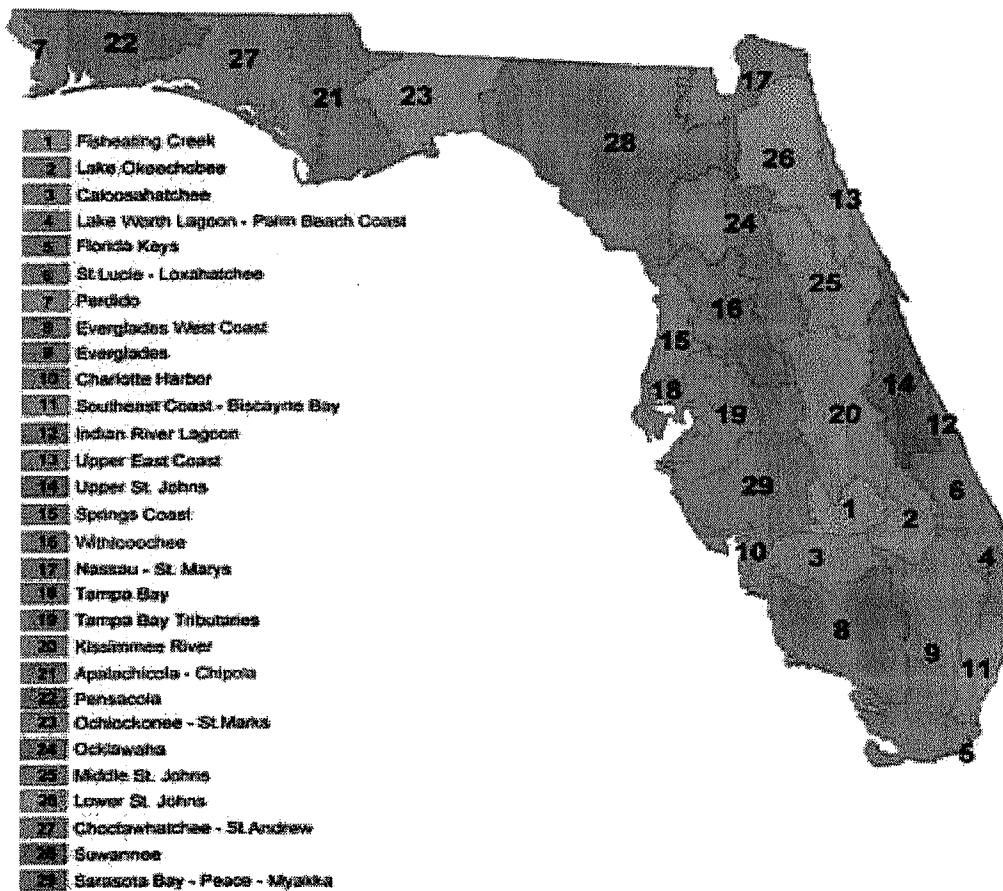 7
22
27
21
23
28
17
26
13
24
25
16
15
18
19
14
20
12
29
6
1
2
10
3
4
8
9
11
5
1 Fisheating Creek
2 Lake Okeechobee
3 Caloosahatchee
4 Lake Worth Lagoon - Palm Beach Coast
5 Florida Keys
6 St. Lucie - Loxahatchee
7 Perdido
8 Everglades West Coast
9 Everglades
10 Charlotte Harbor
11 Southeast Coast - Biscayne Bay
12 Indian River Lagoon
13 Upper East Coast
14 Upper St. Johns
15 Springs Coast
16 Withlcoochee
17 Nassau - St. Marys
18 Tampa Bay
19 Tampa Bay Tributaries
20 Kissimmee River
21 Apalachicola - Chipola
22 Pensacola
23 Ochlockonee - St.Marks
24 Ocklawaha
25 Middle St. Johns
26 Lower St. Johns
27 Choctawhatchee - St.Andrew
28 Suwannee
29 Sarasota Bay - Peace - Myakka